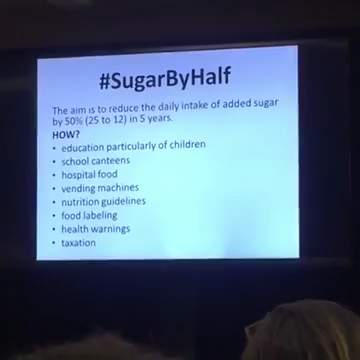 #SugarByHalf
The aim is to reduce the daily intake of added sugar
by 50% (25 to 12) in 5 years.
HOW?
• education particularly of children
• school canteens
• hospital food
• vending machines
• nutrition guidelines
• food labeling
• health warnings
• taxation